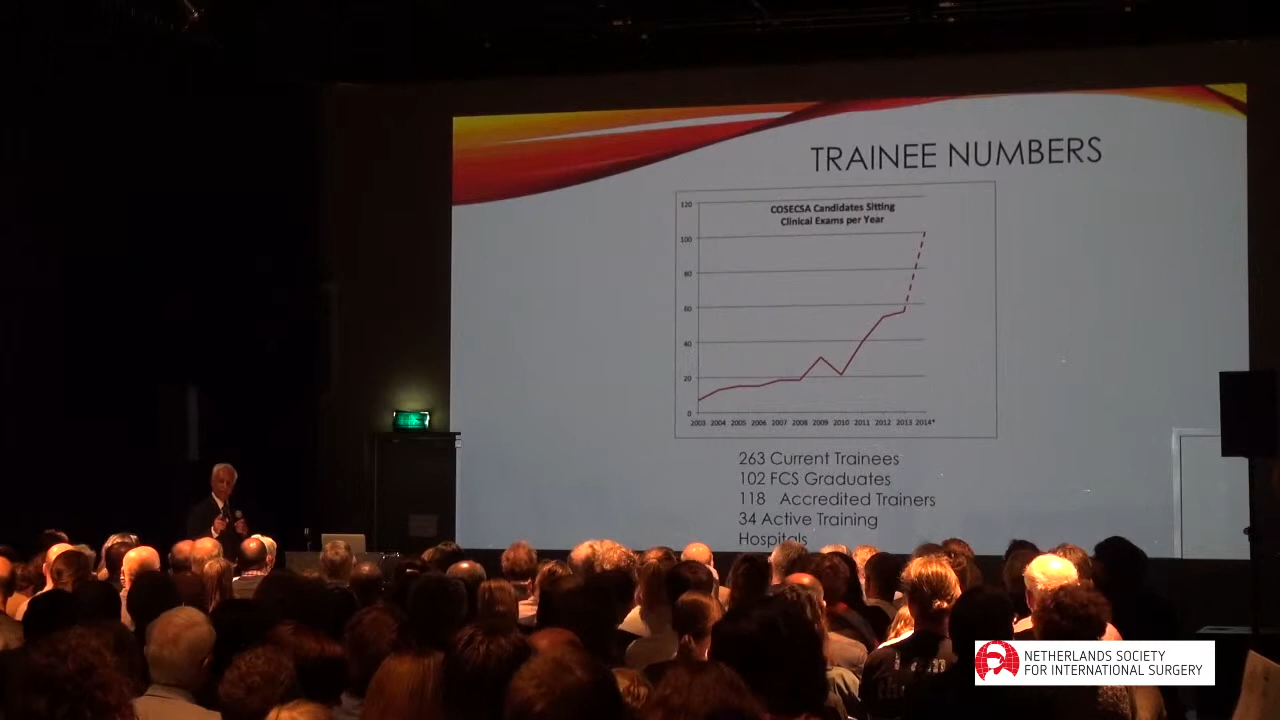 TRAINEE NUMBERS
COSECSA Candidates Sitting
Clinical Exams per Year
120
100
80
60
40
20
0
2003 2004 2005 2006 2007 2008 2009 2010 2011 2012 2013 2014*
263 Current Trainees
102 FCS Graduates
118 Accredited Trainers
34 Active Training
Hospitals
NETHERLANDS SOCIETY
FOR INTERNATIONAL SURGERY